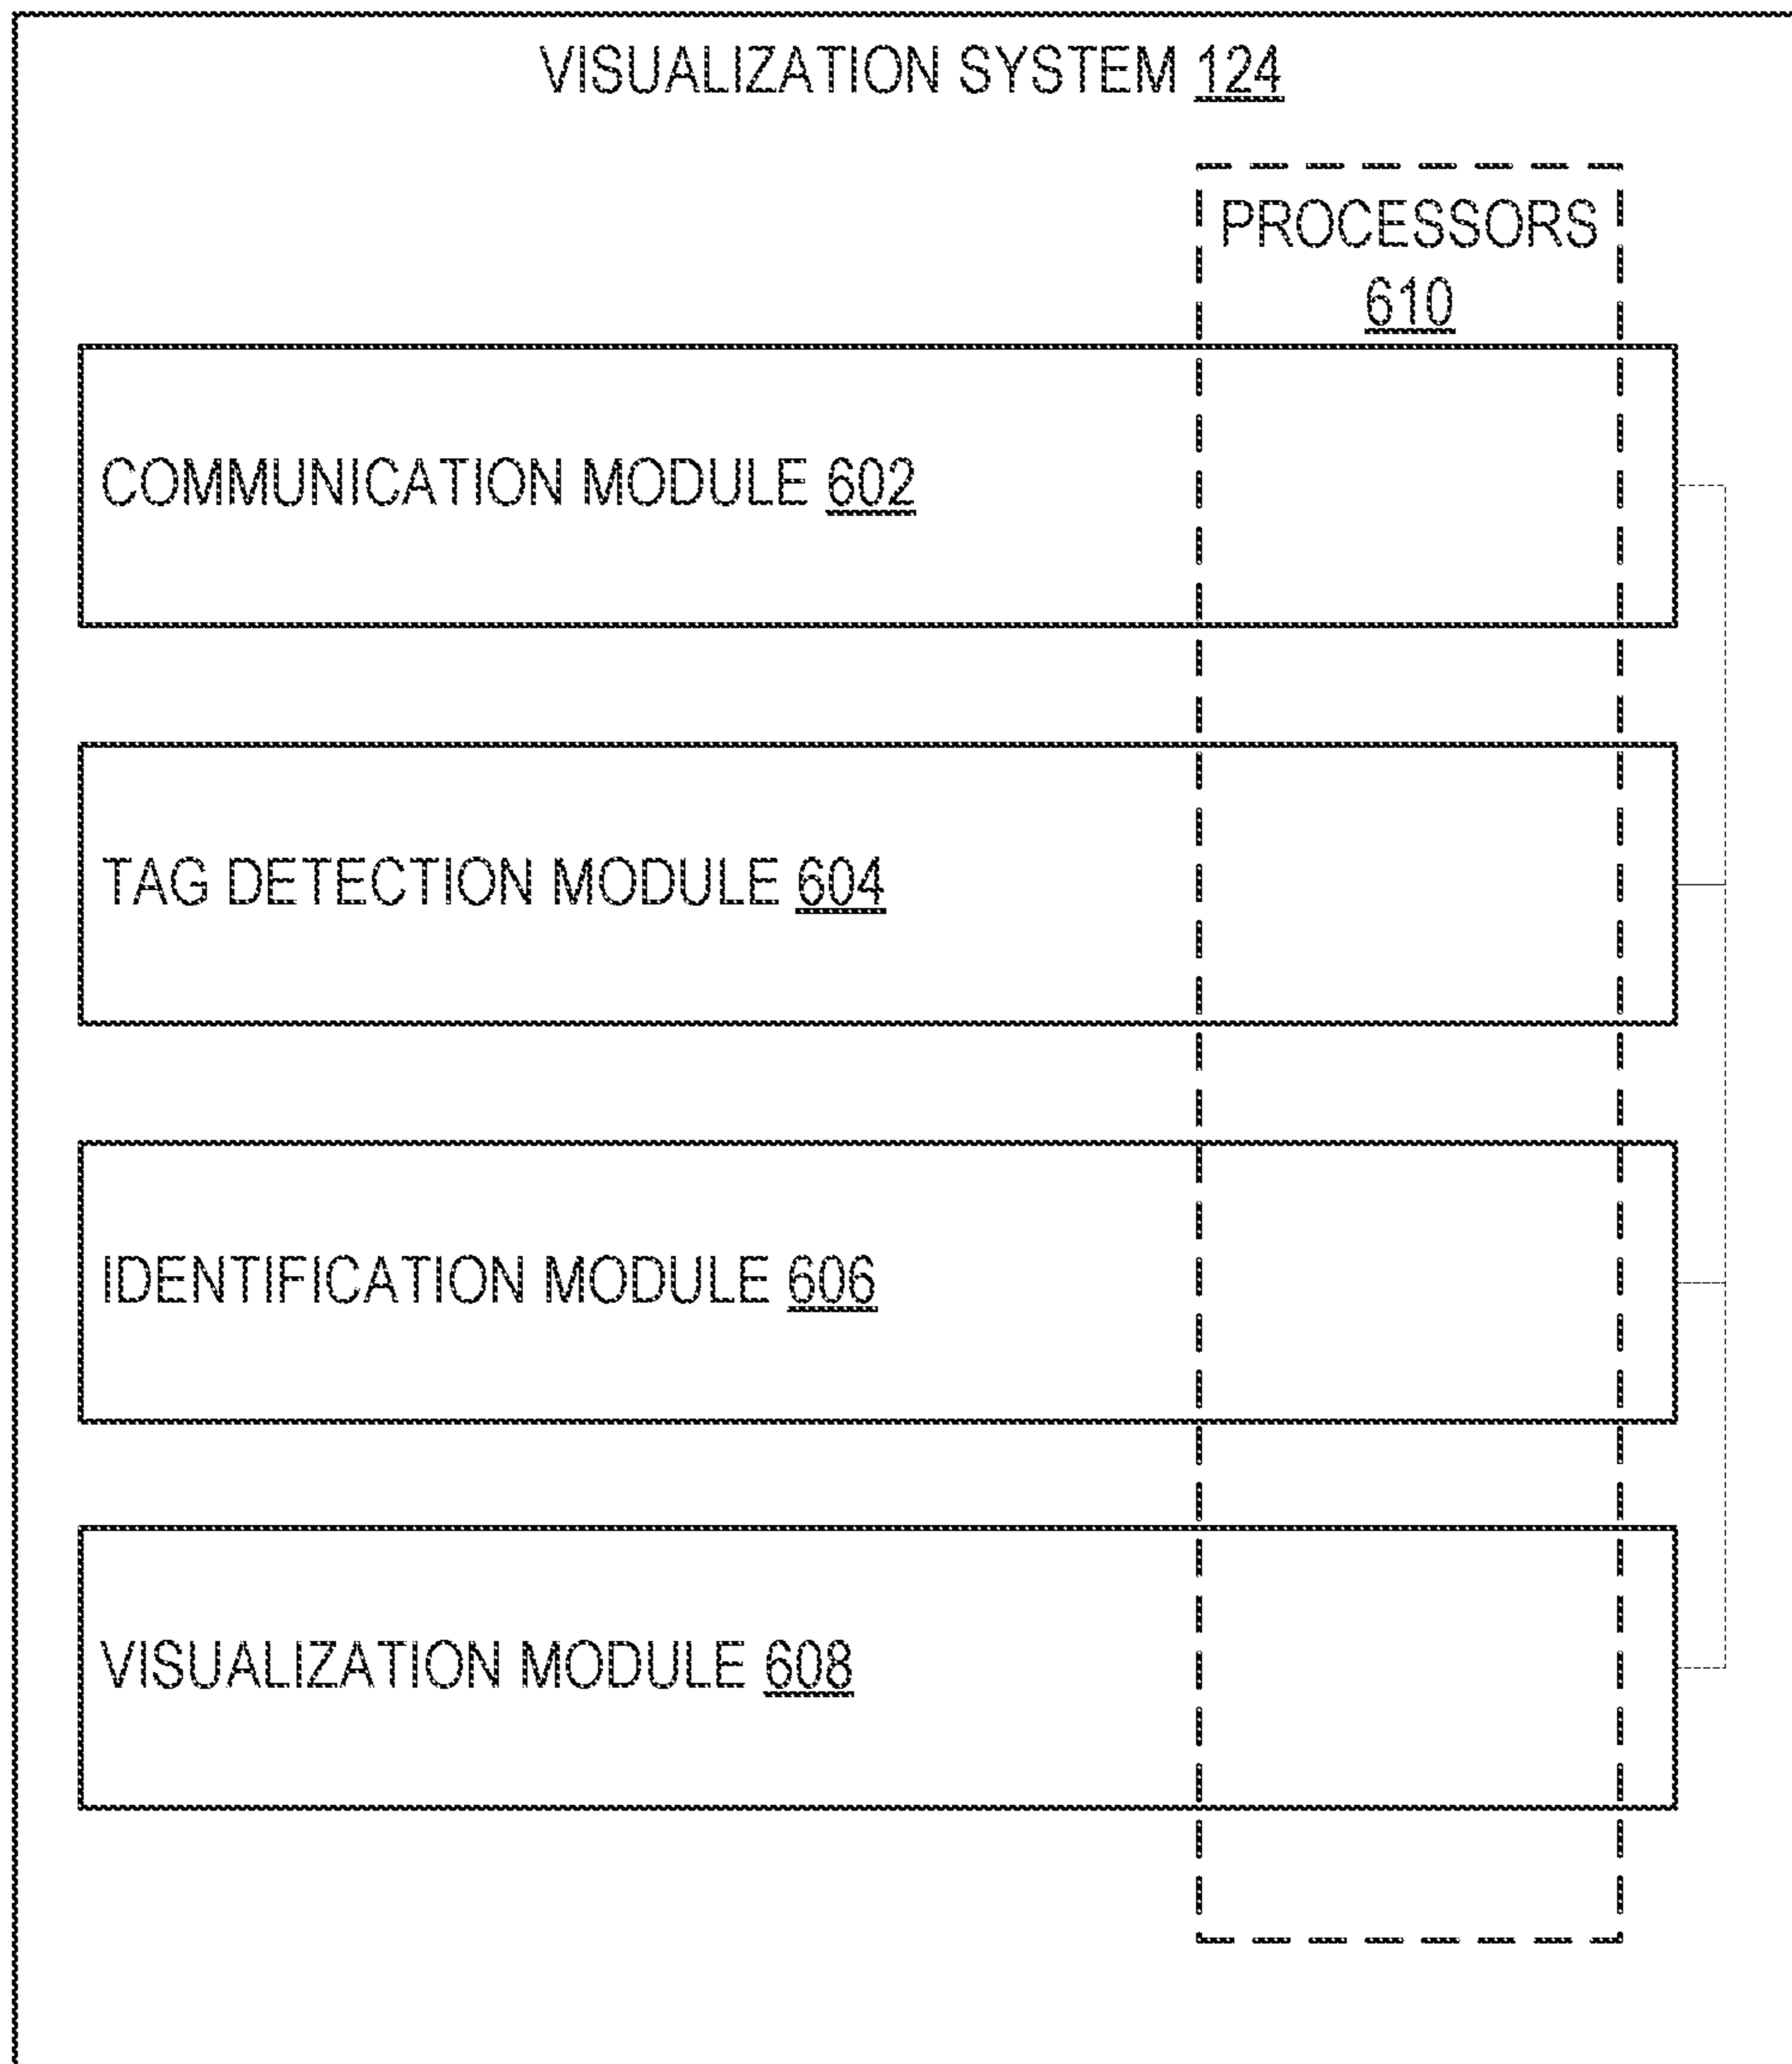 VISUALIZATION SYSTEM 124
PROCESSORS
610
COMMUNICATION MODULE 602
TAG DETECTION MODULE 604
IDENTIFICATION MODULE 606
VISUALIZATION MODULE 608